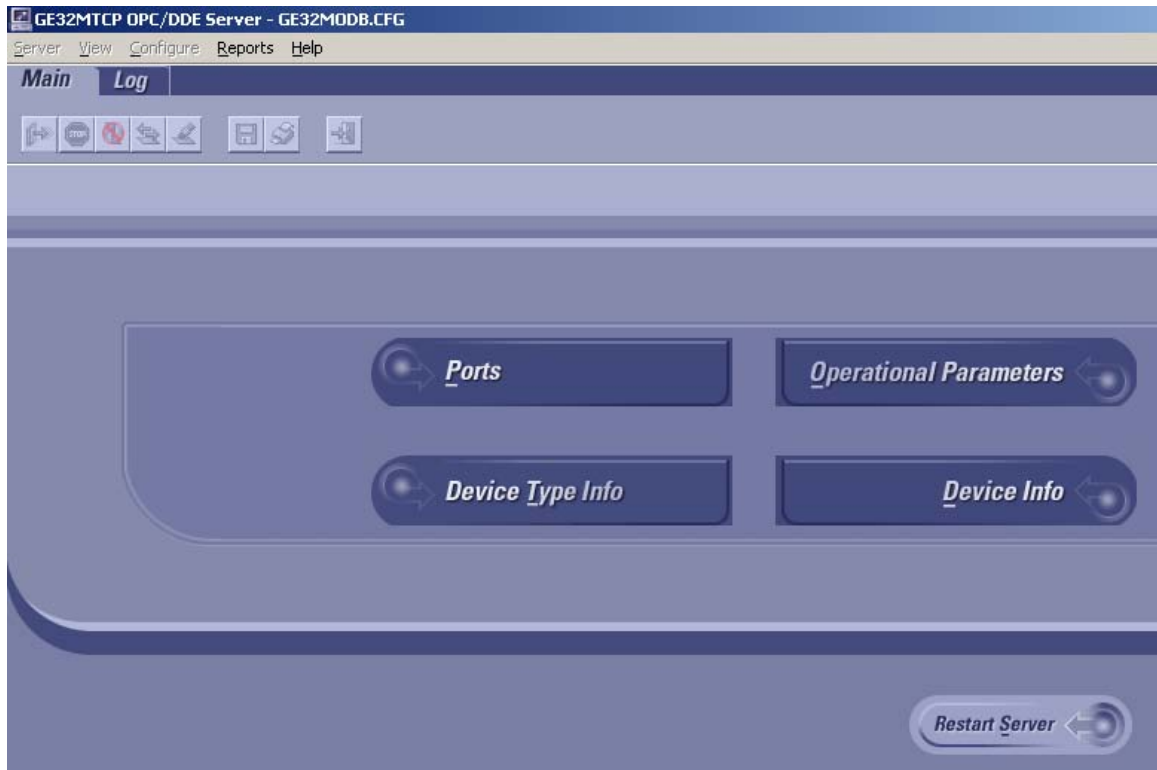 GE32MTCP OPC/DDE Server - GE32MODB.CFG
Server View Configure Reports Help
Main Log
STOP
Ports Operational Parameters
Device Type Info Device Info
Restart Server